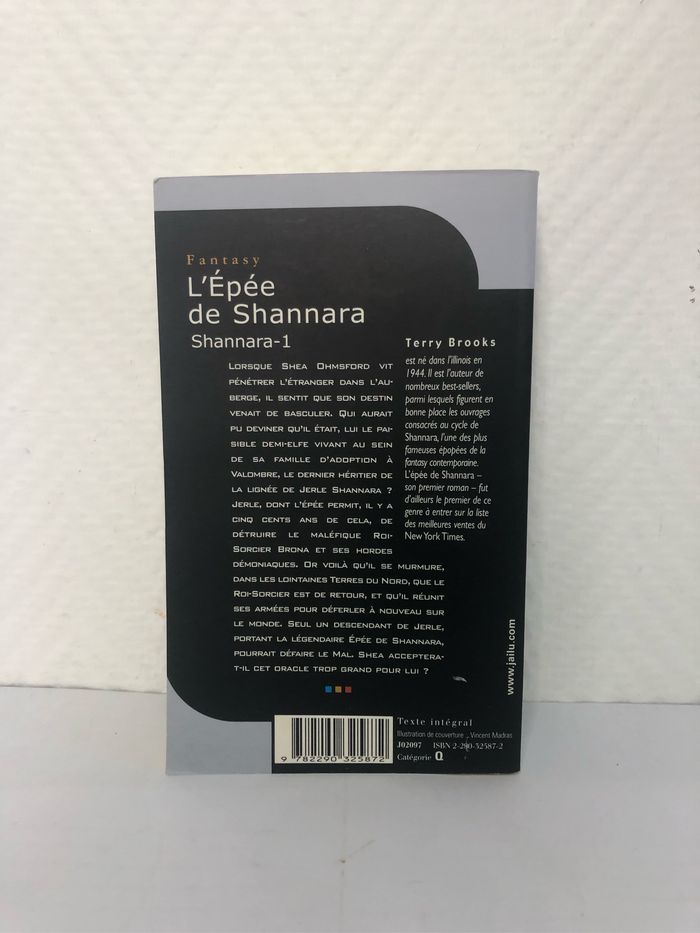 Fantasy
L'Épée
de Shannara
Shannara-1
LORSQUE SHEA OHMSFORD VIT
PÉNÉTRER L'ÉTRANGER DANS L'AU-
BERGE, IL SENTIT QUE SON DESTIN
VENAIT DE BASCULER. QUI AURAIT
PU DEVINER QU'IL ÉTAIT, LUI LE PAI-
SIBLE DEMI-ELFE VIVANT AU SEIN
DE SA FAMILLE D'ADOPTION À
VALOMBRE, LE DERNIER HÉRITIER DE
LA LIGNÉE DE JERLE SHANNARA ?
JERLE, DONT L'ÉPÉE PERMIT, IL Y A
CINQ CENTS ANS DE CELA, DE
DÉTRUIRE LE MALÉFIQUE ROI-
SORCIER BRONA ET SES HORDES
DÉMONIAQUES. OR VOILÀ QU'IL SE MURMURE,
DANS LES LOINTAINES TERRES DU NORD, QUE LE
ROI-SORCIER EST DE RETOUR, ET QU'IL RÉUNIT
SES ARMÉES POUR DÉFERLER À NOUVEAU SUR
LE MONDE. SEUL UN DESCENDANT DE JERLE,
PORTANT LA LÉGENDAIRE ÉPÉE DE SHANNARA,
POURRAIT DÉFAIRE LE MAL. SHEA ACCEPTERA-
T-IL CET ORACLE TROP GRAND POUR LUI ?
Terry Brooks
est né dans l'illinois en
1944. Il est l'auteur de
nombreux best-sellers,
parmi lesquels figurent en
bonne place les ouvrages
consacrés au cycle de
Shannara, l'une des plus
fameuses épopées de la
fantasy contemporaine.
L'épée de Shannara –
son premier roman – fut
d'ailleurs le premier de ce
genre à entrer sur la liste
des meilleures ventes du
New York Times.
www.jailu.com
9 782290 325872
Texte intégral
Illustration de couverture : Vincent Madras
J02097 ISBN 2-290-32587-2
Catégorie Q